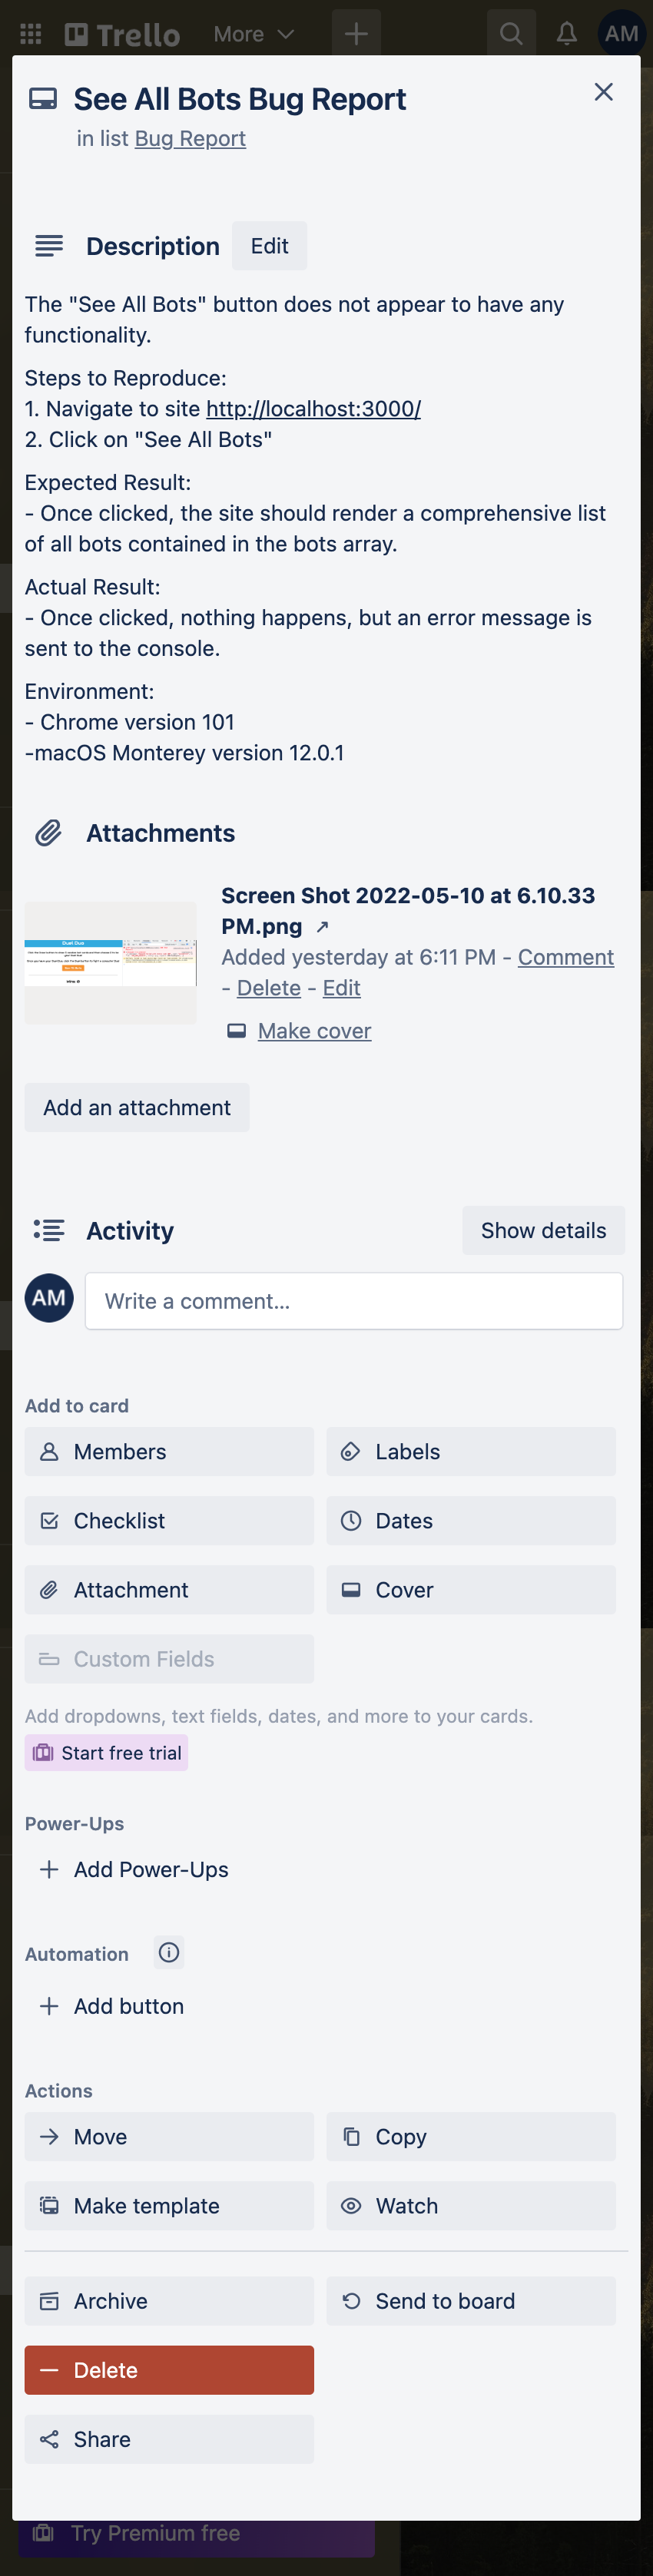 Trello More AM
See All Bots Bug Report
in list Bug Report
Description Edit
The "See All Bots" button does not appear to have any
functionality.
Steps to Reproduce:
1. Navigate to site http://localhost:3000/
2. Click on "See All Bots"
Expected Result:
- Once clicked, the site should render a comprehensive list
of all bots contained in the bots array.
Actual Result:
- Once clicked, nothing happens, but an error message is
sent to the console.
Environment:
- Chrome version 101
-macOS Monterey version 12.0.1
Attachments
Duel Duo
Screen Shot 2022-05-10 at 6.10.33
PM.png ↗
Added yesterday at 6:11 PM - Comment
- Delete - Edit
Make cover
Add an attachment
Activity Show details
AM Write a comment...
Add to card
Members Labels
Checklist Dates
Attachment Cover
Custom Fields
Add dropdowns, text fields, dates, and more to your cards.
Start free trial
Power-Ups
Add Power-Ups
Automation
Add button
Actions
Move Copy
Make template Watch
Archive Send to board
Delete
Share
Try Premium free